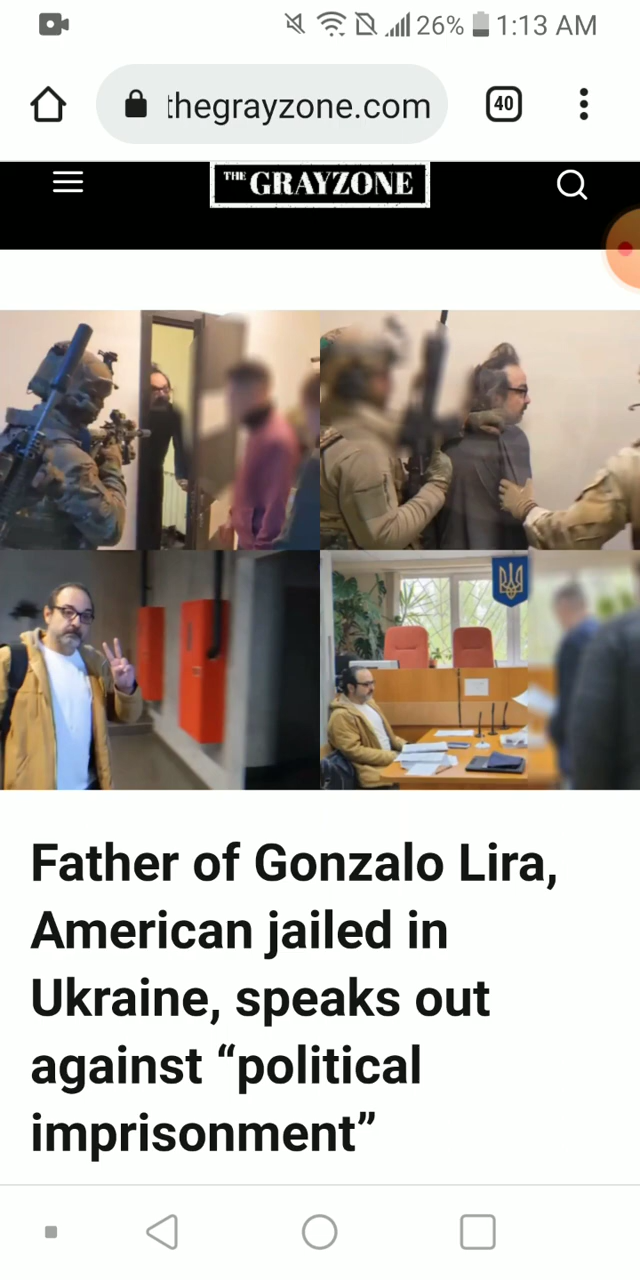 26% 1:13 AM
thegrayzone.com 40
THE GRAYZONE
Father of Gonzalo Lira,
American jailed in
Ukraine, speaks out
against “political
imprisonment”